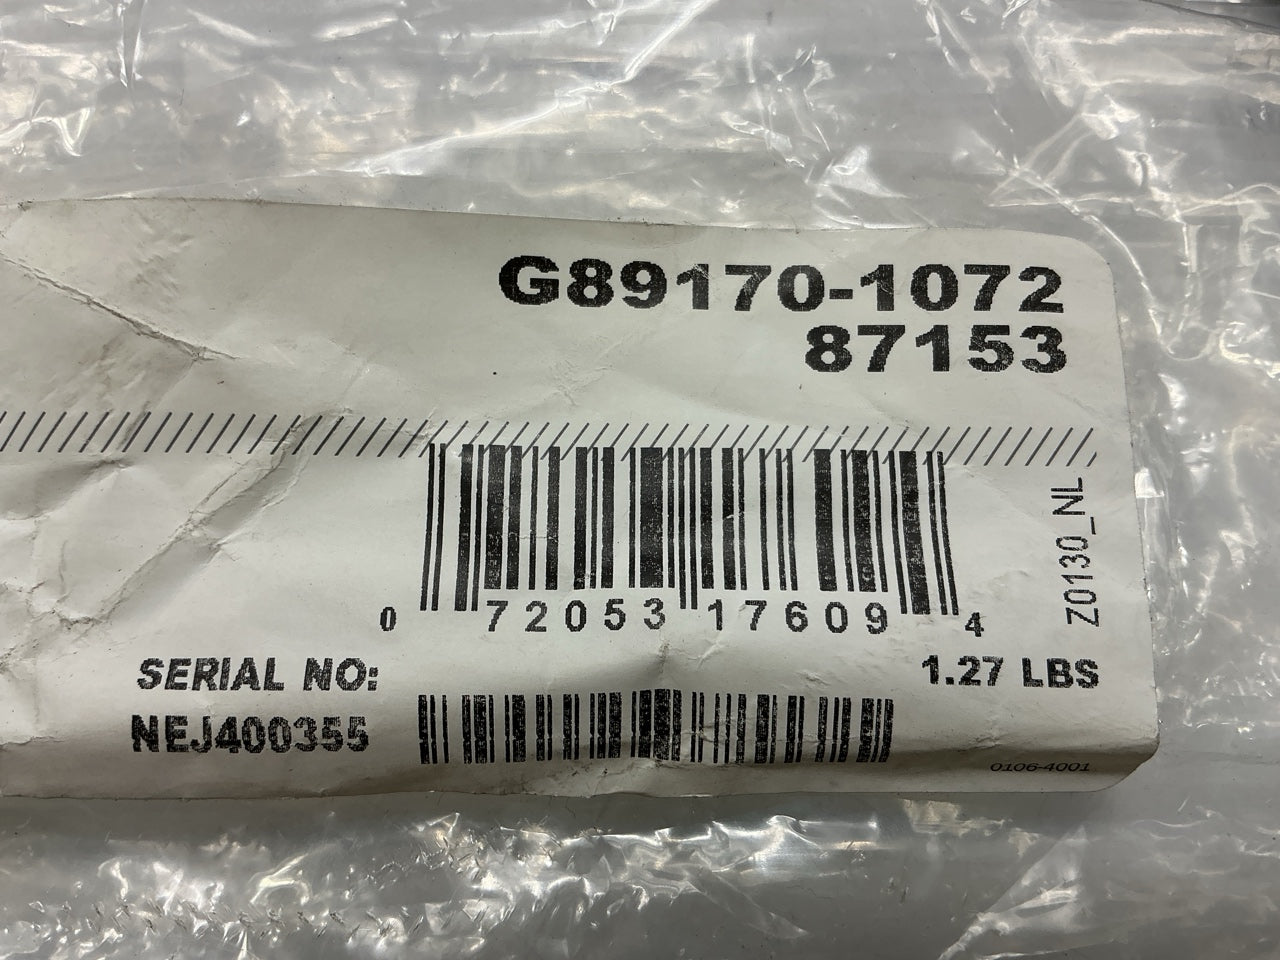 G89170-1072
87153
Z0130_NL
0 72053 17609 4
SERIAL NO:
1.27 LBS
NEJ400355
0106-4001